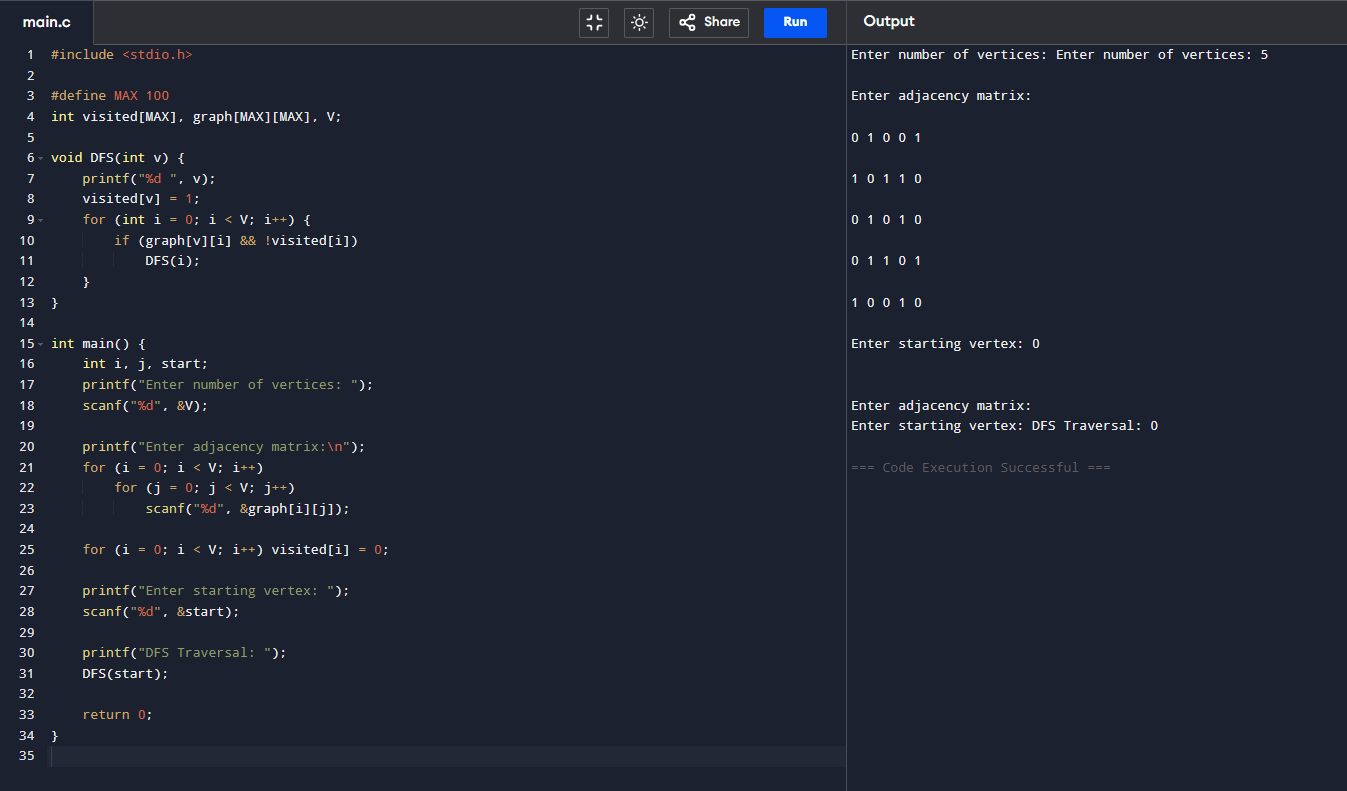 main.c
Share
Run
Output
1 #include <stdio.h>
2
3 #define MAX 100
4 int visited[MAX], graph[MAX][MAX], V;
5
6 void DFS(int v) {
7     printf("%d ", v);
8     visited[v] = 1;
9     for (int i = 0; i < V; i++) {
10         if (graph[v][i] && !visited[i])
11             DFS(i);
12     }
13 }
14
15 int main() {
16     int i, j, start;
17     printf("Enter number of vertices: ");
18     scanf("%d", &V);
19
20     printf("Enter adjacency matrix:\n");
21     for (i = 0; i < V; i++)
22         for (j = 0; j < V; j++)
23             scanf("%d", &graph[i][j]);
24
25     for (i = 0; i < V; i++) visited[i] = 0;
26
27     printf("Enter starting vertex: ");
28     scanf("%d", &start);
29
30     printf("DFS Traversal: ");
31     DFS(start);
32
33     return 0;
34 }
35
Enter number of vertices: Enter number of vertices: 5
Enter adjacency matrix:
0 1 0 0 1
1 0 1 1 0
0 1 0 1 0
0 1 1 0 1
1 0 0 1 0
Enter starting vertex: 0
Enter adjacency matrix:
Enter starting vertex: DFS Traversal: 0
=== Code Execution Successful ===